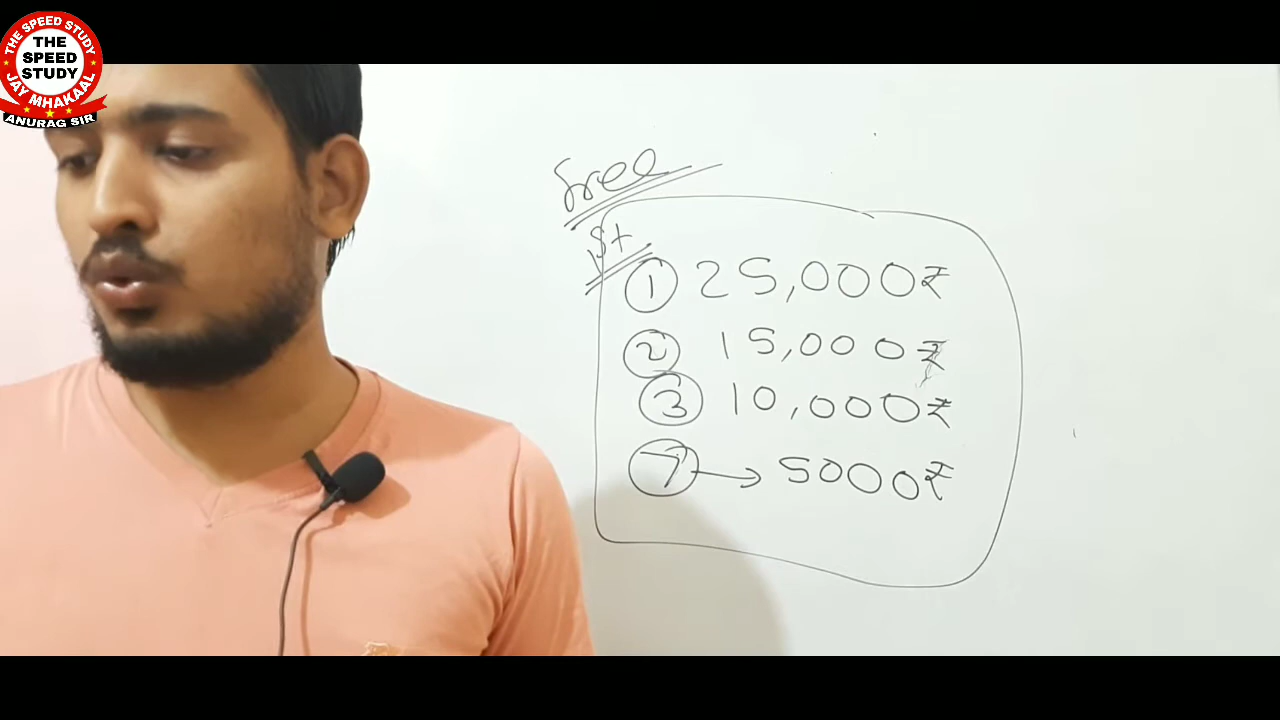 THE SPEED STUDY
THE
SPEED
STUDY
JAY MHAKAAL
ANURAG SIR
free
St
1 25,000₹
2 15,000₹
3 10,000₹
7 → 5000₹